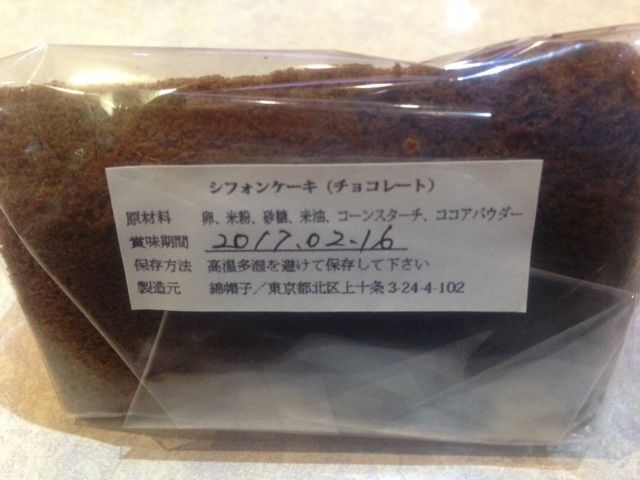 シフォンケーキ（チョコレート）
原材料 卵、米粉、砂糖、米油、コーンスターチ、ココアパウダー
賞味期間 2017.02.16
保存方法 高温多湿を避けて保存して下さい
製造元 綿帽子／東京都北区上十条3-24-4-102